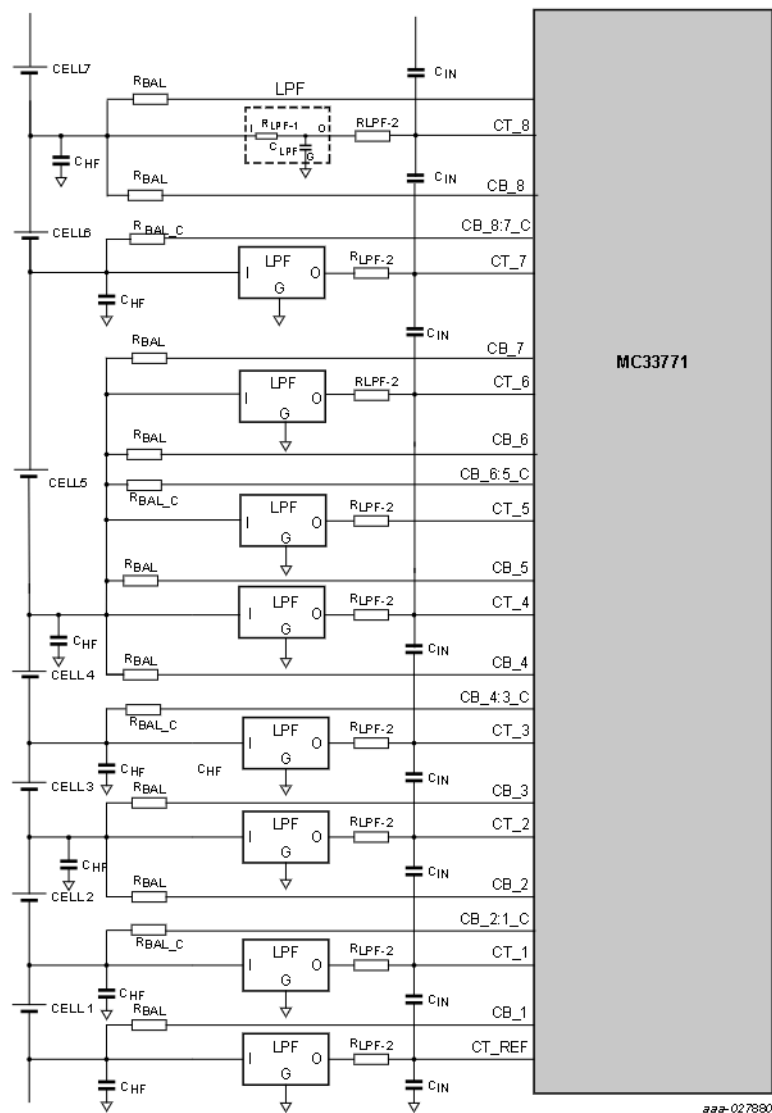 CELL7
RBAL
LPF
CIN
I
RLPF-1
O
RLPF-2
CT_8
CLPF
G
CHF
CIN
RBAL
CB_8
CELL6
RBAL_C
CB_8:7_C
LPF
RLPF-2
CT_7
I
O
G
CHF
CIN
RBAL
CB_7
MC33771
LPF
RLPF-2
CT_6
I
O
G
RBAL
CB_6
CELL5
CB_6:5_C
RBAL_C
LPF
RLPF-2
CT_5
I
O
G
RBAL
CB_5
LPF
RLPF-2
CT_4
I
O
G
CHF
CIN
CELL4
RBAL
CB_4
CB_4:3_C
RBAL_C
LPF
RLPF-2
CT_3
I
O
G
CHF
CHF
CIN
CELL3
RBAL
CB_3
LPF
RLPF-2
CT_2
I
O
G
CHF
CIN
CELL2
RBAL
CB_2
CB_2:1_C
RBAL_C
LPF
RLPF-2
CT_1
I
O
G
CHF
CIN
CELL1
RBAL
CB_1
LPF
RLPF-2
CT_REF
I
O
G
CHF
CIN
aaa-027880